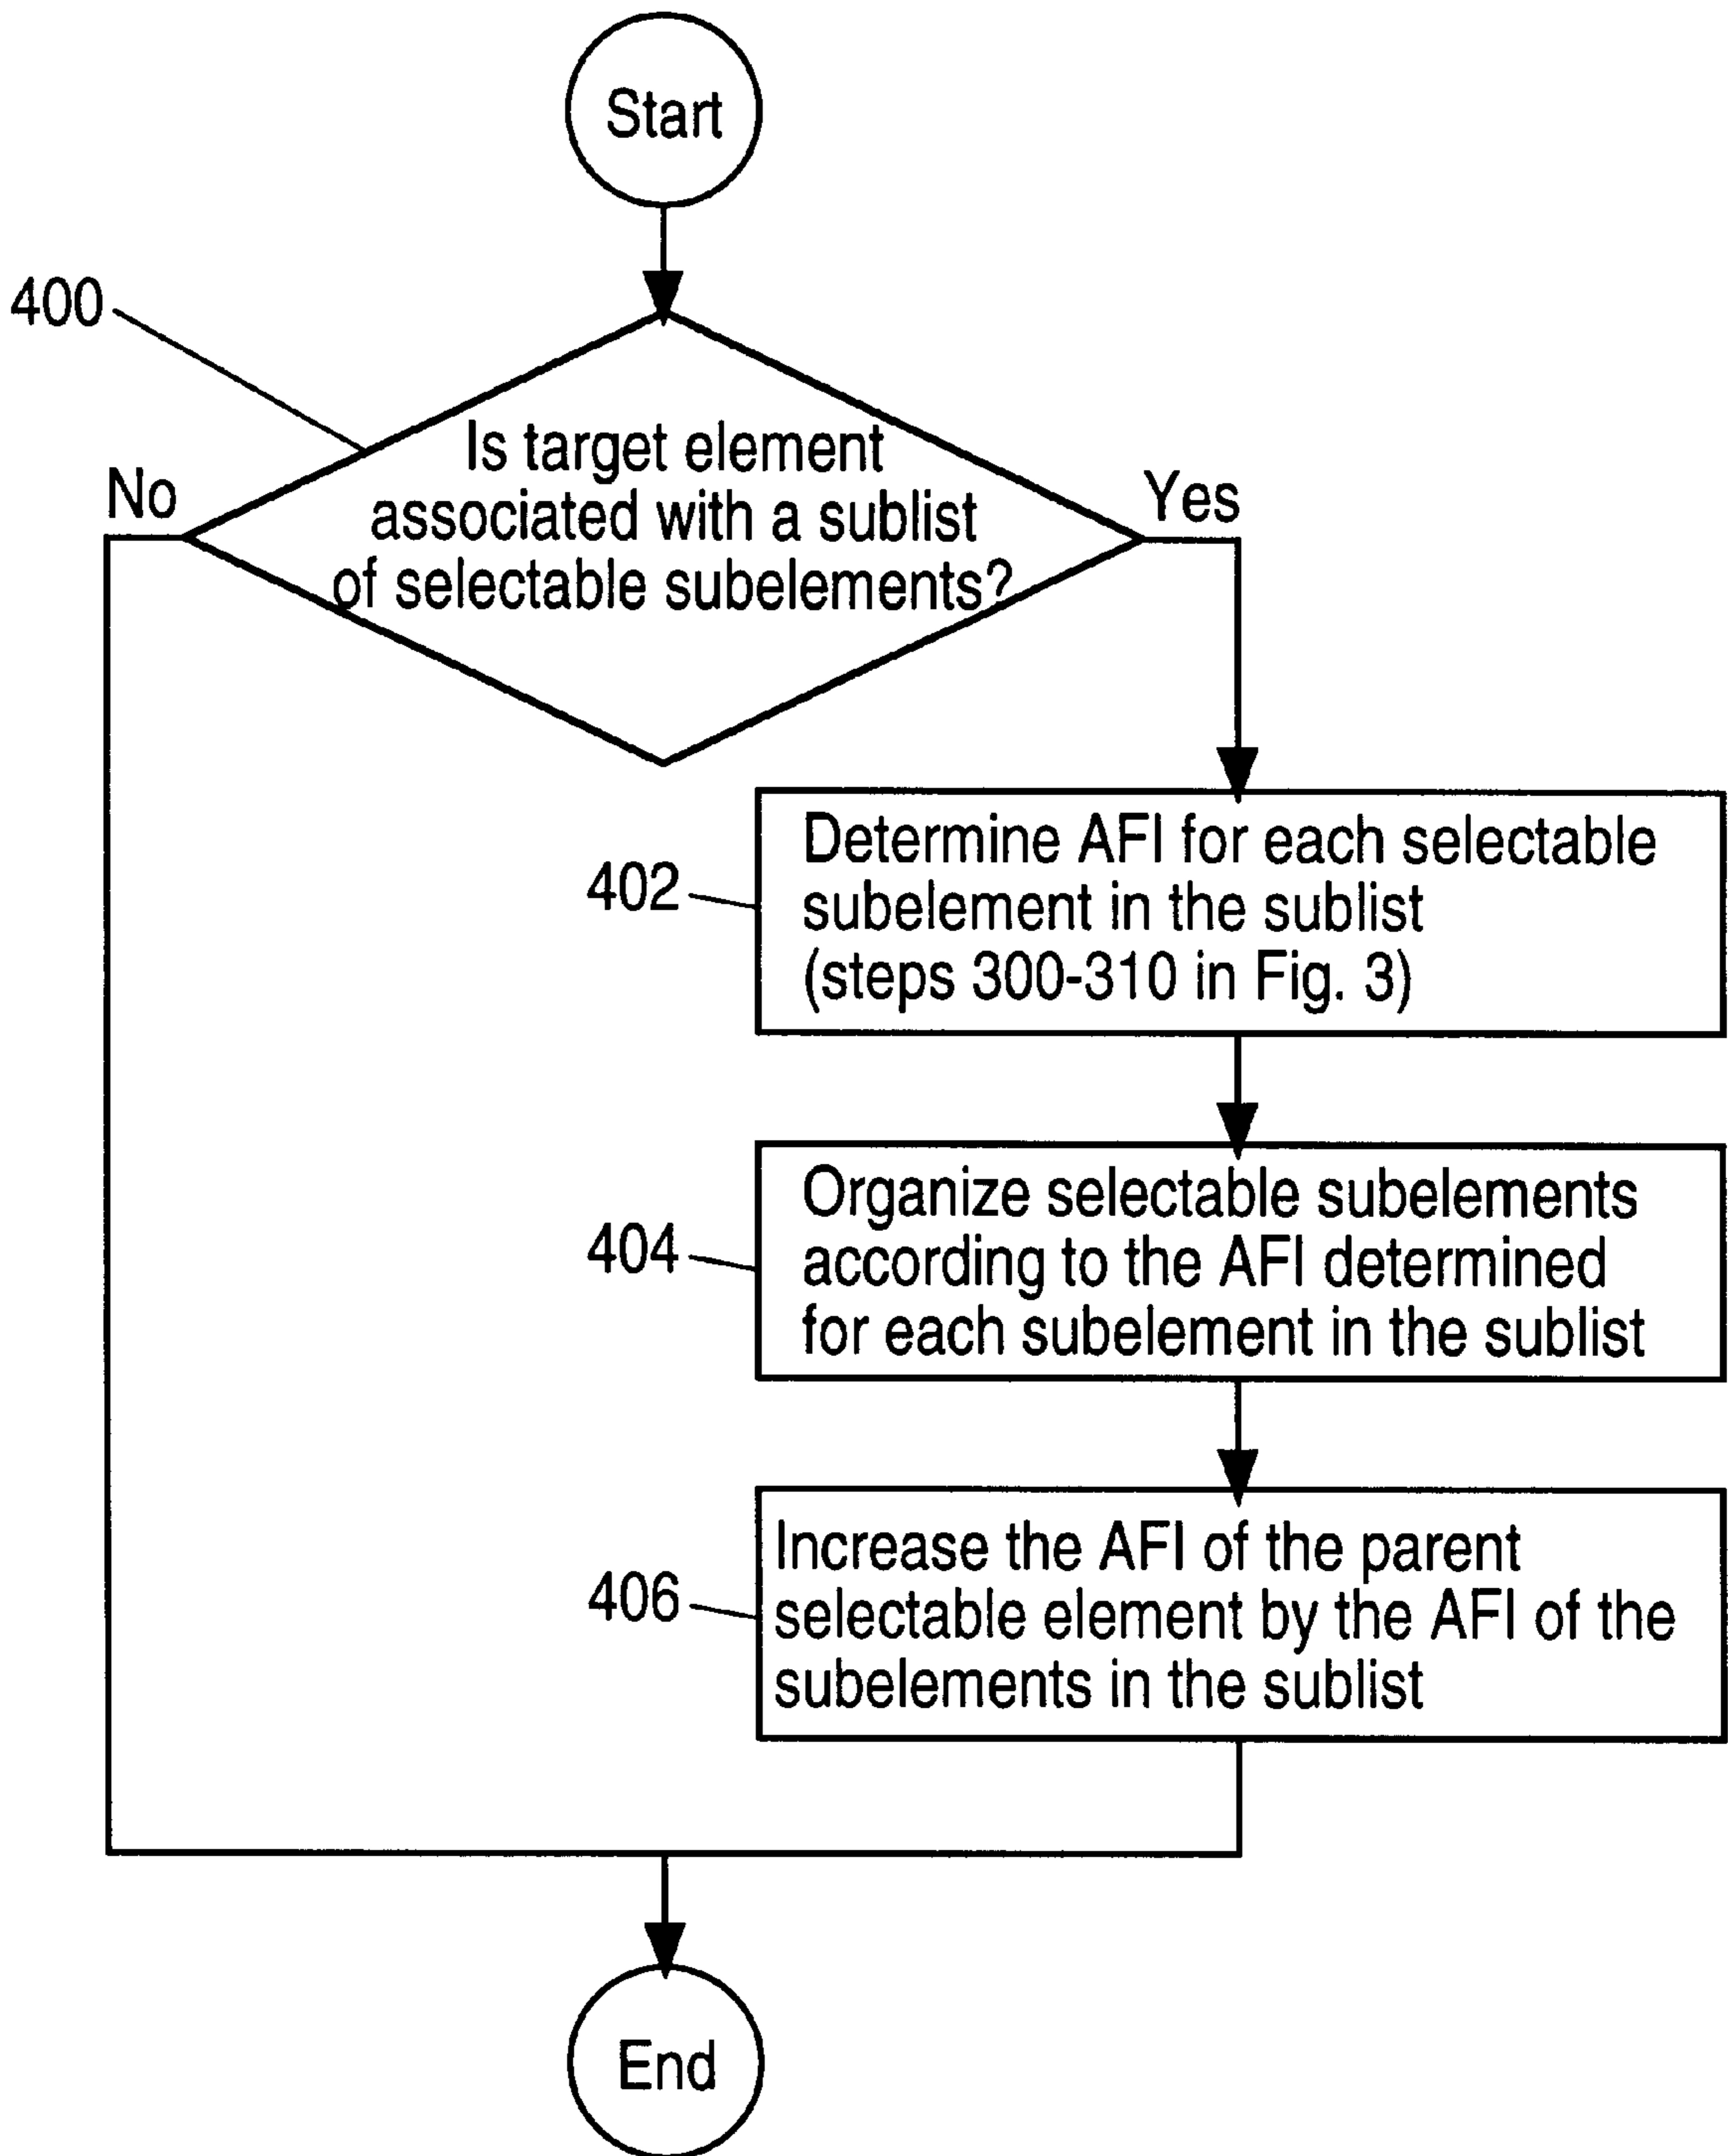 Start
400
Is target element
associated with a sublist
of selectable subelements?
No
Yes
402
Determine AFI for each selectable
subelement in the sublist
(steps 300-310 in Fig. 3)
404
Organize selectable subelements
according to the AFI determined
for each subelement in the sublist
406
Increase the AFI of the parent
selectable element by the AFI of the
subelements in the sublist
End